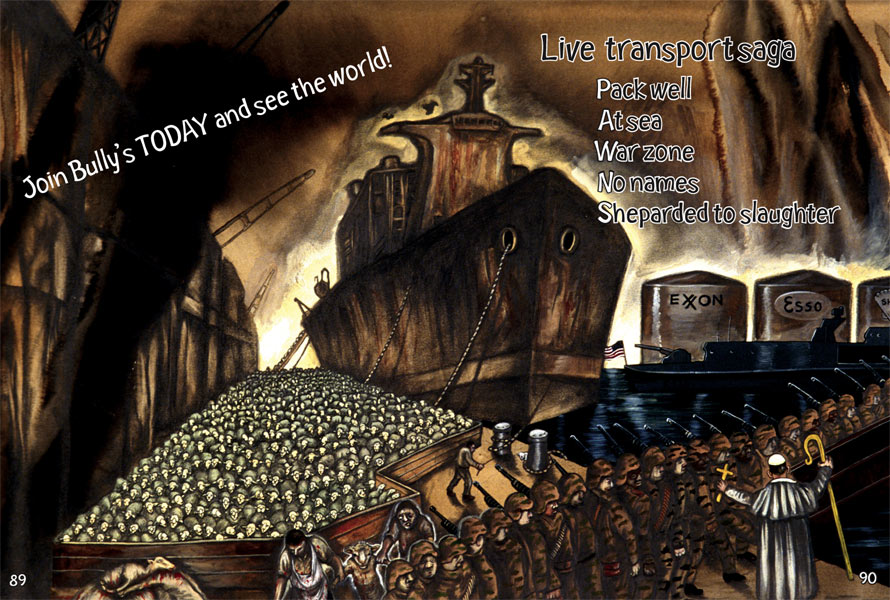 Join Bully's TODAY and see the world!
Live transport saga
Pack well
At sea
War zone
No names
Sheparded to slaughter
EXXON
ESSO
89
90